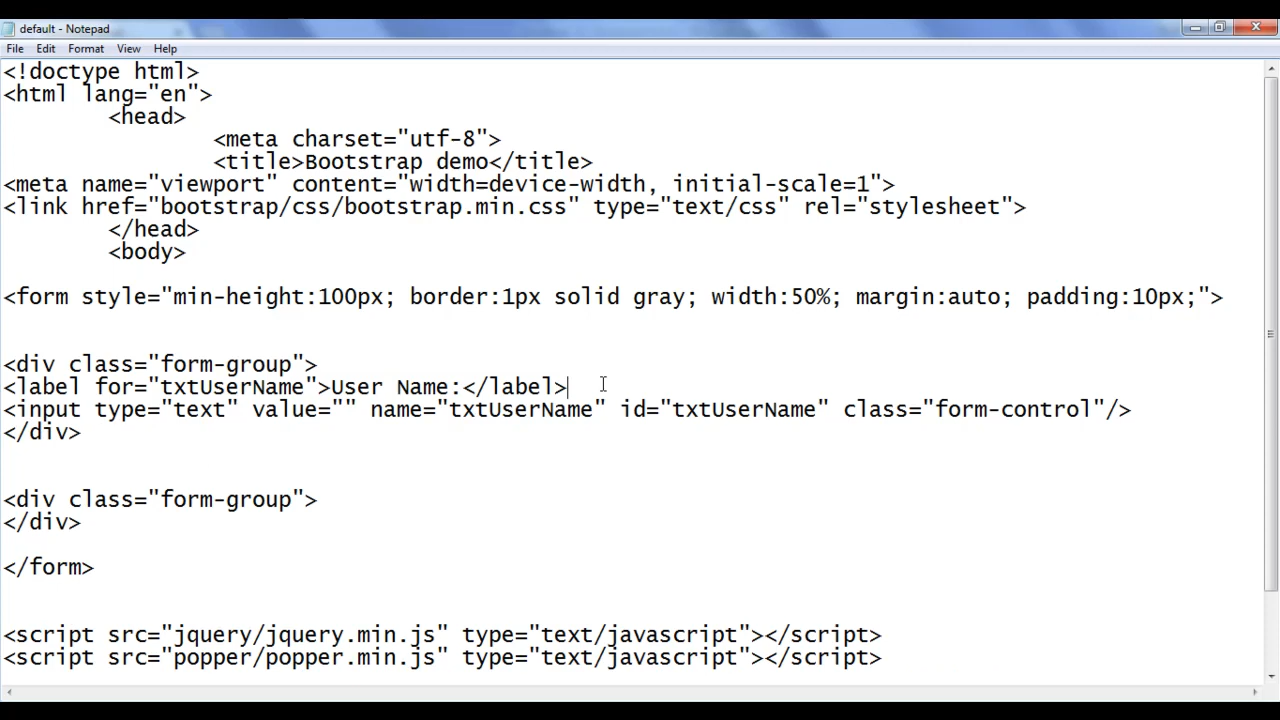 default - Notepad
File Edit Format View Help
<!doctype html>
<html lang="en">
<head>
<meta charset="utf-8">
<title>Bootstrap demo</title>
<meta name="viewport" content="width=device-width, initial-scale=1">
<link href="bootstrap/css/bootstrap.min.css" type="text/css" rel="stylesheet">
</head>
<body>
<form style="min-height:100px; border:1px solid gray; width:50%; margin:auto; padding:10px;">
<div class="form-group">
<label for="txtUserName">User Name:</label>
<input type="text" value="" name="txtUserName" id="txtUserName" class="form-control"/>
</div>
<div class="form-group">
</div>
</form>
<script src="jquery/jquery.min.js" type="text/javascript"></script>
<script src="popper/popper.min.js" type="text/javascript"></script>